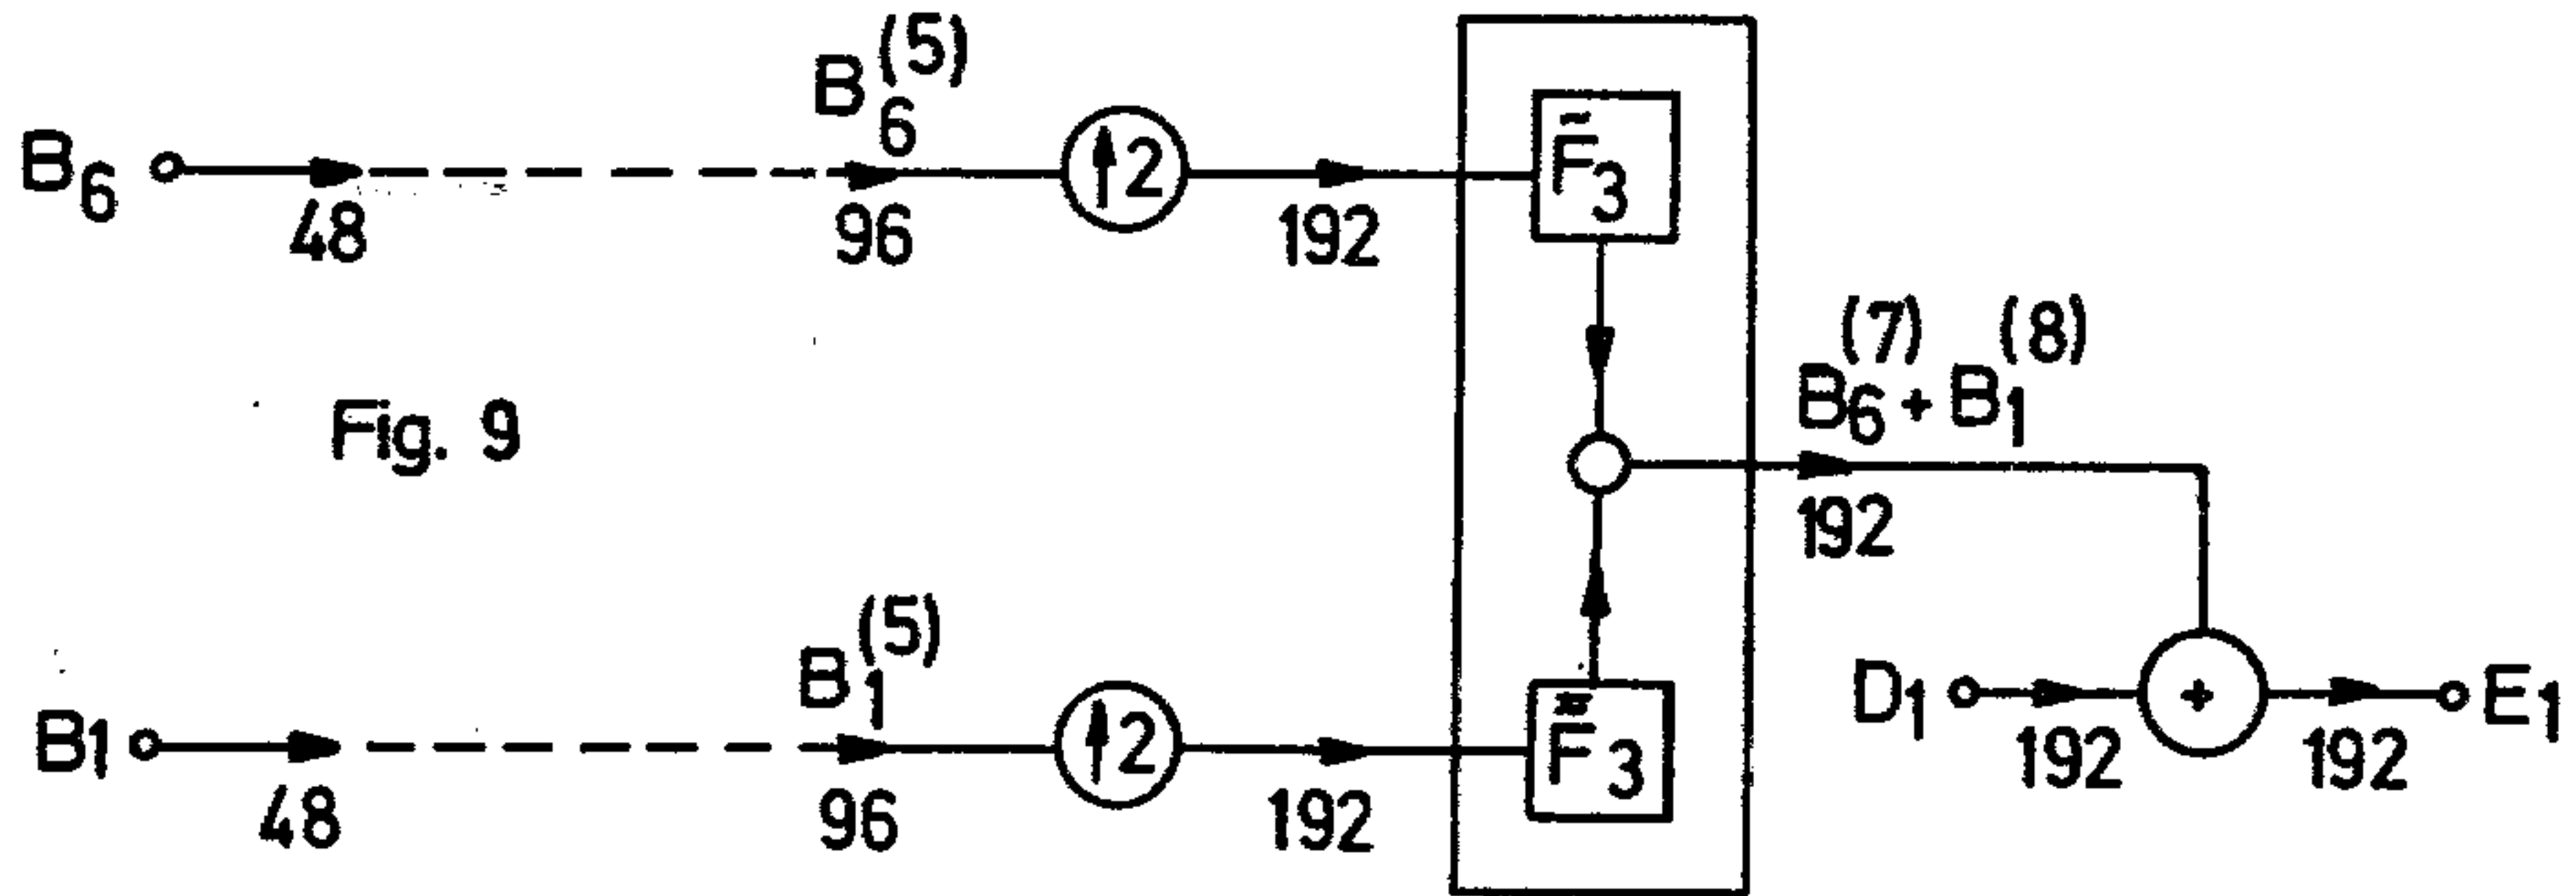 B₆ 48 B₆⁽⁵⁾ 96 ↑2 192 F̃₃
Fig. 9
B₆⁽⁷⁾ + B₁⁽⁸⁾ 192
B₁ 48 B₁⁽⁵⁾ 96 ↑2 192 F̃̃₃
D₁ 192 + 192 E₁